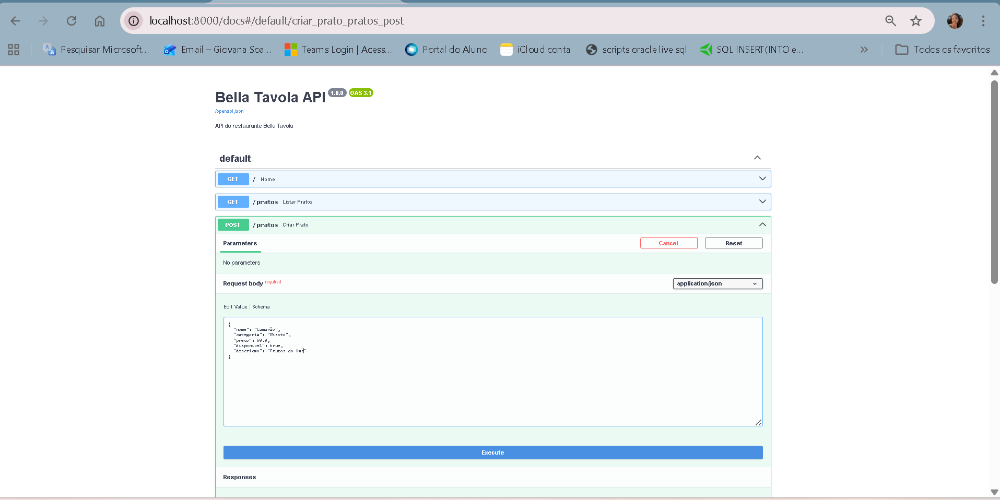 localhost:8000/docs#/default/criar_prato_pratos_post
Pesquisar Microsoft... Email – Giovana Soa... Teams Login | Acess... Portal do Aluno iCloud conta scripts oracle live sql SQL INSERT(INTO e... » Todos os favoritos
Bella Tavola API 1.0.0 OAS 3.1
/openapi.json
API do restaurante Bella Tavola
default
GET / Home
GET /pratos Listar Pratos
POST /pratos Criar Prato
Parameters Cancel Reset
No parameters
Request body required application/json
Edit Value | Schema
{
"nome": "Camarão",
"categoria": "Risoto",
"preco": 60.0,
"disponivel": true,
"descricao": "Frutos do Mar"
}
Execute
Responses